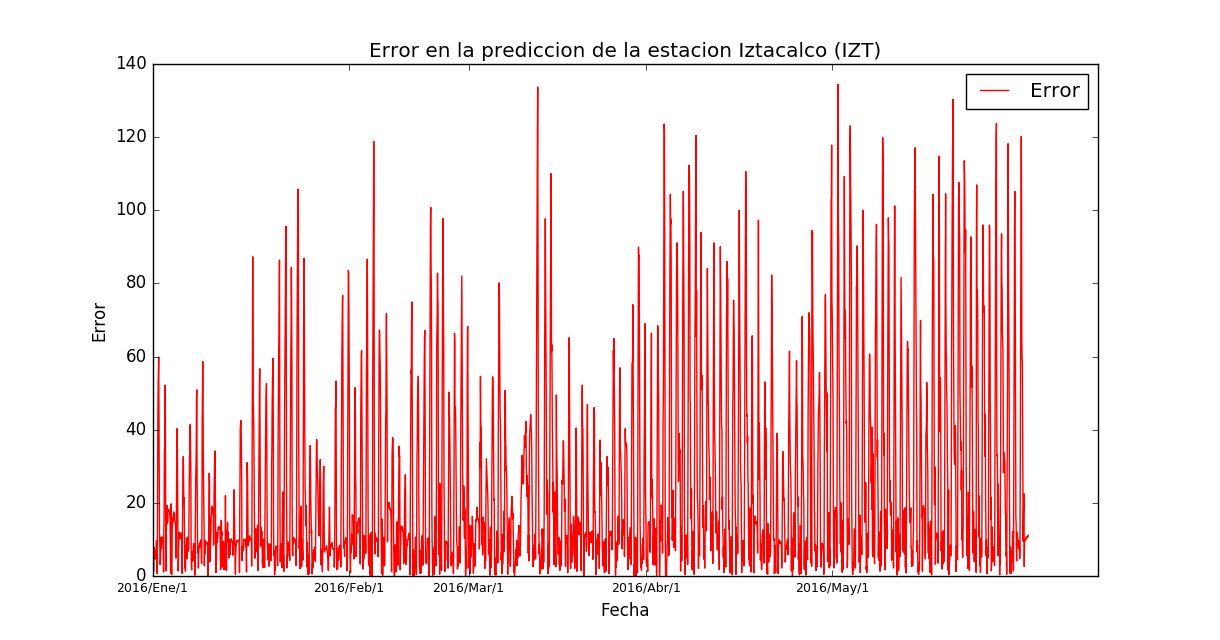 Error en la prediccion de la estacion Iztacalco (IZT)
Error
140
120
100
80
60
40
20
0
Error
2016/Ene/1 2016/Feb/1 2016/Mar/1 2016/Abr/1 2016/May/1
Fecha